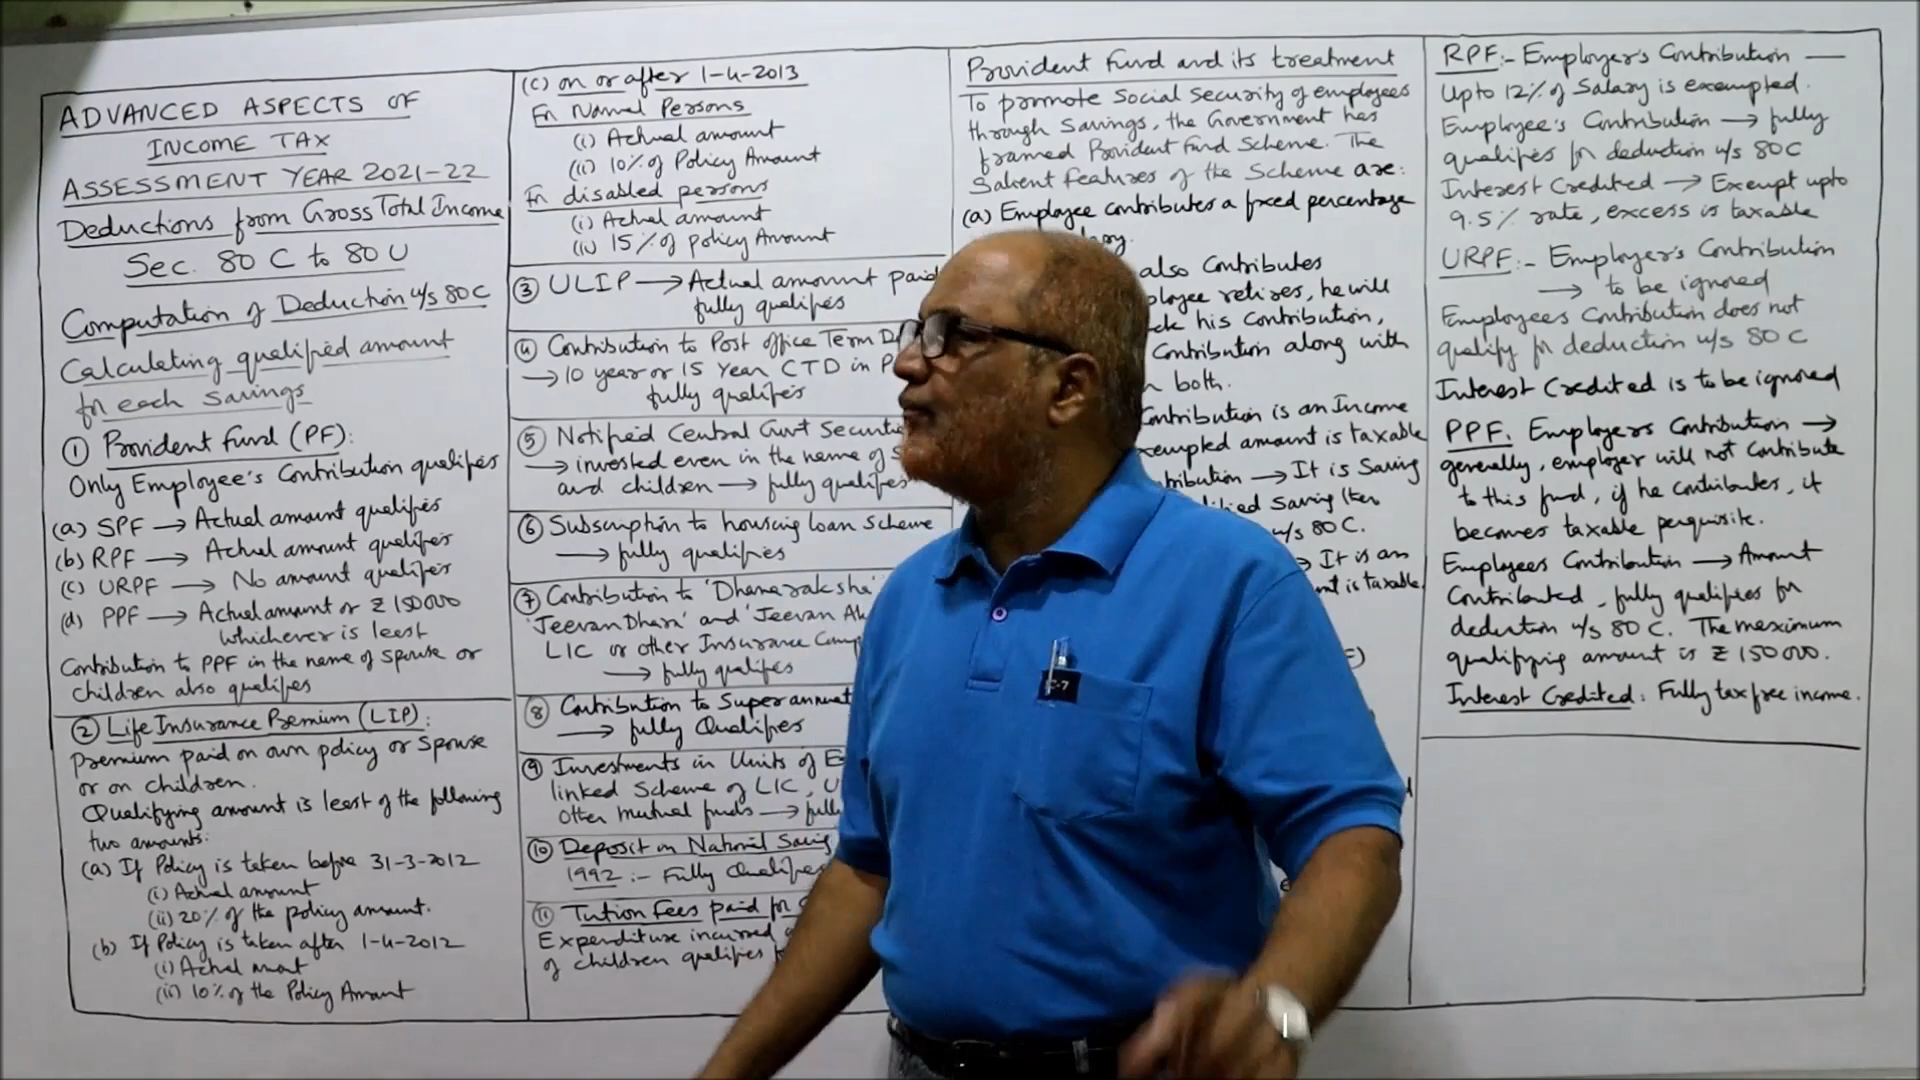 ADVANCED ASPECTS OF
INCOME TAX
ASSESSMENT YEAR 2021-22
Deductions from Gross Total Income
Sec. 80 C to 80 U
Computation of Deduction u/s 80 C
Calculating qualified amount
for each savings
① Provident Fund (PF):
Only Employee's Contribution qualifies
(a) SPF → Actual amount qualifies
(b) RPF → Actual amount qualifies
(c) URPF → No amount qualifies
(d) PPF → Actual amount or ₹ 150000
whichever is least
Contribution to PPF in the name of spouse or
children also qualifies
② Life Insurance Premium (LIP):
Premium paid on own policy or spouse
or on children.
Qualifying amount is least of the following
two amounts:
(a) If Policy is taken before 31-3-2012
(i) Actual amount
(ii) 20% of the policy amount.
(b) If Policy is taken after 1-4-2012
(i) Actual
(ii) 10% of the Policy Amount
(c) on or after 1-4-2013
In Normal Persons
(i) Actual amount
(ii) 10% of Policy Amount
In disabled persons
(i) Actual amount
(ii) 15% of policy Amount
③ ULIP → Actual amount paid
fully qualifies
④ Contribution to Post office Term
→ 10 year or 15 Year CTD in
fully qualifies
⑤ Notified Central Govt
→ invested even in the name of
and children → fully qualifies
⑥ Subscription to housing loan Scheme
→ fully qualifies
⑦ Contribution to 'Dhanaraksha'
'Jeevan Dhara' and 'Jeevan
LIC or other Insurance
→ fully qualifies
⑧ Contribution to
→ fully Qualifies
⑨ Investments in Units of
linked Scheme of LIC,
other mutual funds →
⑩ Deposit in National
1992 :- Fully Qualifies
⑪ Tution Fees paid for
Expenditure incurred
of children qualifies
Provident Fund and its treatment
To promote Social Security of employees
through Savings, the Government has
framed Provident Fund Scheme. The
Salient features of the Scheme are:
(a) Employee contributes a fixed percentage
also Contributes
retires, he will
his Contribution,
Contribution along with
both.
Contribution is an Income
amount is taxable
→ It is Saving
Saving
u/s 80 C.
→ It is an
is taxable
RPF:- Employer's Contribution —
Upto 12% of Salary is exempted.
Employee's Contribution → fully
qualifies for deduction u/s 80C
Interest Credited → Exempt upto
9.5% rate, excess is taxable
URPF:- Employer's Contribution
→ to be ignored
Employees Contribution does not
qualify for deduction u/s 80 C
Interest Credited is to be ignored
PPF. Employers Contribution →
generally, employer will not contribute
to this fund, if he contributes, it
becomes taxable perquisite.
Employees Contribution → Amount
Contributed, fully qualifies for
deduction u/s 80 C. The maximum
qualifying amount is ₹ 150000.
Interest Credited: Fully tax free income.